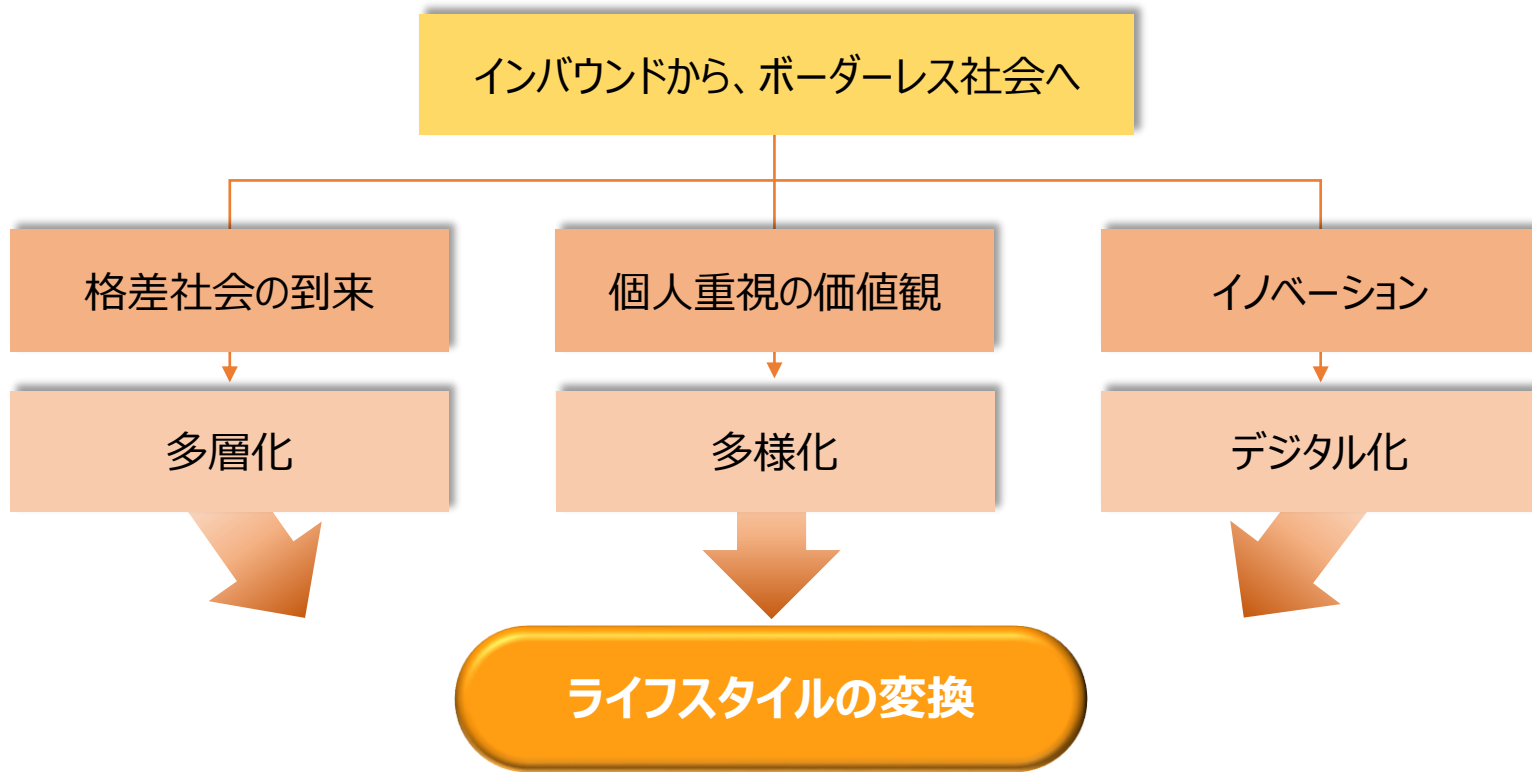 インバウンドから、ボーダーレス社会へ
格差社会の到来
個人重視の価値観
イノベーション
多層化
多様化
デジタル化
ライフスタイルの変換